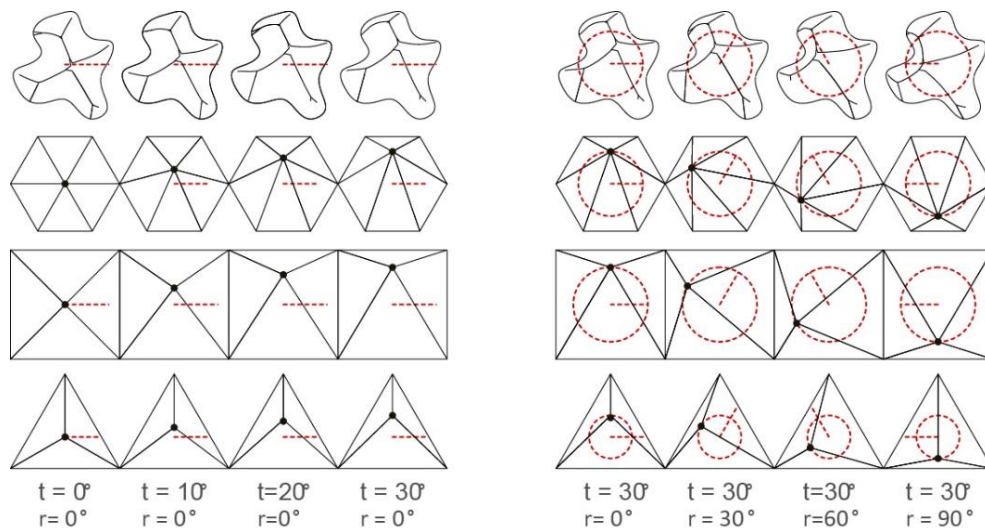 t = 0° t = 10° t=20° t = 30° t = 30° t = 30° t=30° t = 30°
r= 0° r = 0° r=0° r = 0° r = 0° r = 30° r=60° r = 90°